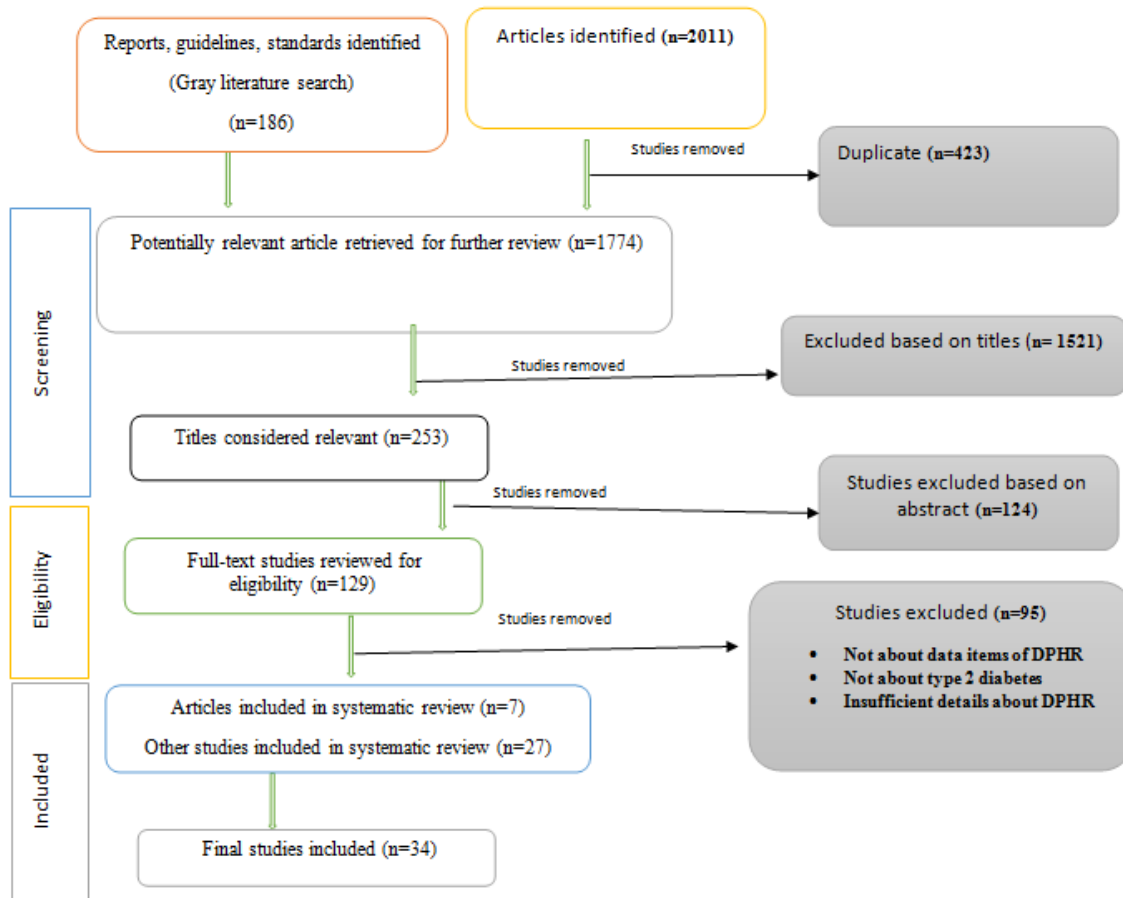 Reports, guidelines, standards identified
(Gray literature search)
(n=186)
Articles identified (n=2011)
Studies removed
Duplicate (n=423)
Potentially relevant article retrieved for further review (n=1774)
Screening
Studies removed
Excluded based on titles (n= 1521)
Titles considered relevant (n=253)
Studies removed
Studies excluded based on
abstract (n=124)
Eligibility
Full-text studies reviewed for
eligibility (n=129)
Studies removed
Studies excluded (n=95)
• Not about data items of DPHR
• Not about type 2 diabetes
• Insufficient details about DPHR
Included
Articles included in systematic review (n=7)
Other studies included in systematic review (n=27)
Final studies included (n=34)